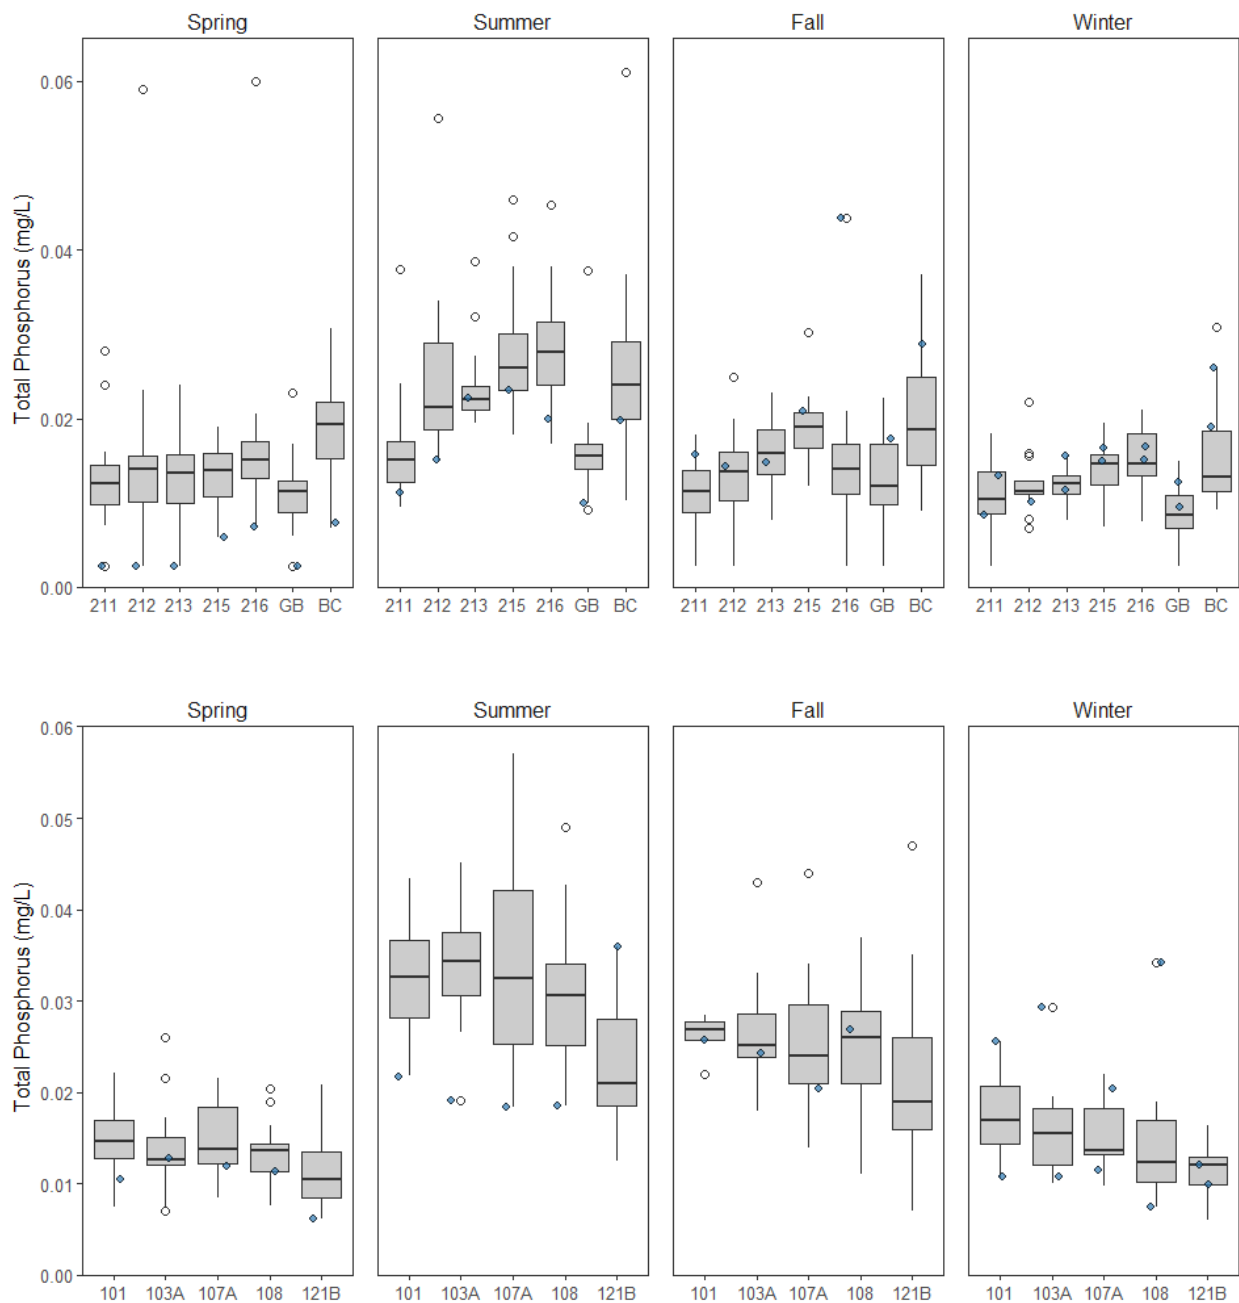 Spring Summer Fall Winter
Total Phosphorus (mg/L)
0.06
0.04
0.02
0.00
211 212 213 215 216 GB BC 211 212 213 215 216 GB BC 211 212 213 215 216 GB BC 211 212 213 215 216 GB BC
Spring Summer Fall Winter
Total Phosphorus (mg/L)
0.06
0.05
0.04
0.03
0.02
0.01
0.00
101 103A 107A 108 121B 101 103A 107A 108 121B 101 103A 107A 108 121B 101 103A 107A 108 121B